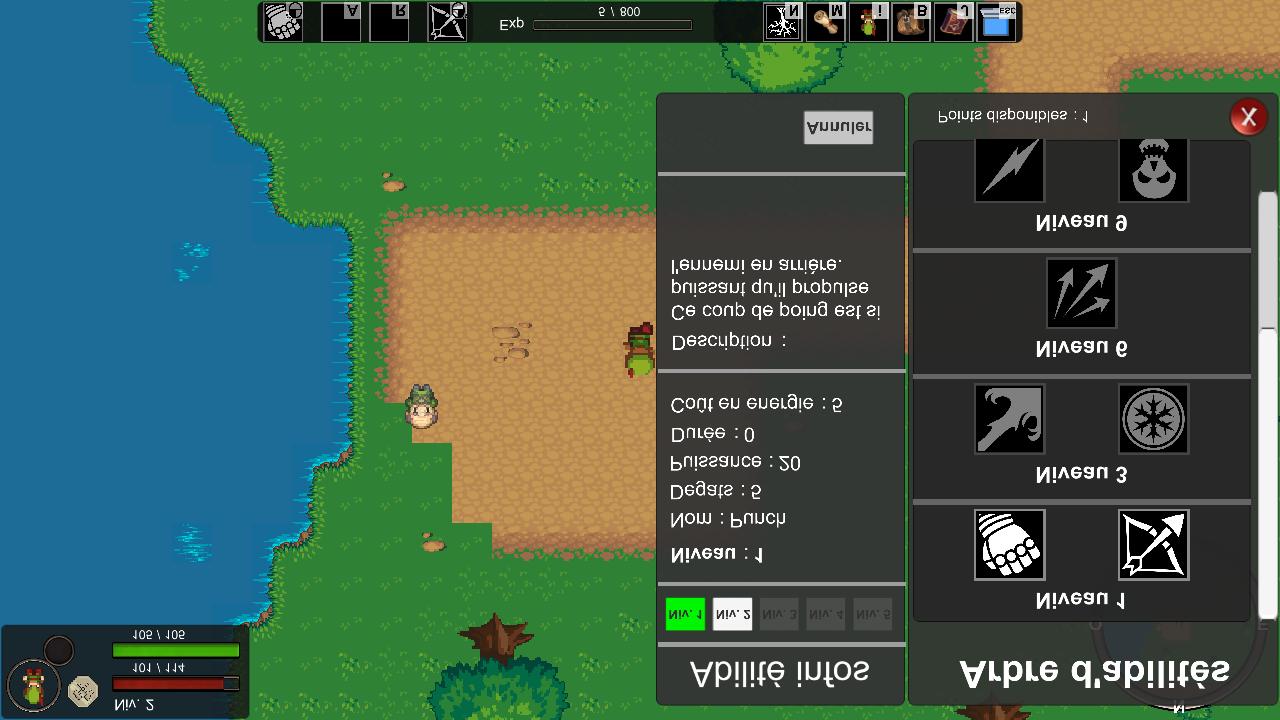 Niv. 2
101 / 114
105 / 105
Abilité infos
Niv. 1
Niv. 2
Niv. 3
Niv. 4
Niv. 5
Niveau : 1
Nom : Punch
Degats : 5
Puissance : 20
Durée : 0
Coût en energie : 5
Description :
Ce coup de poing est si
puissant qu'il propulse
l'ennemi en arrière.
Annuler
N
Arbre d'abilités
Niveau 1
Niveau 3
Niveau 6
Niveau 9
Points disponibles : 1
X
A
R
Exp
5 / 800
N
M
I
B
J
ESC